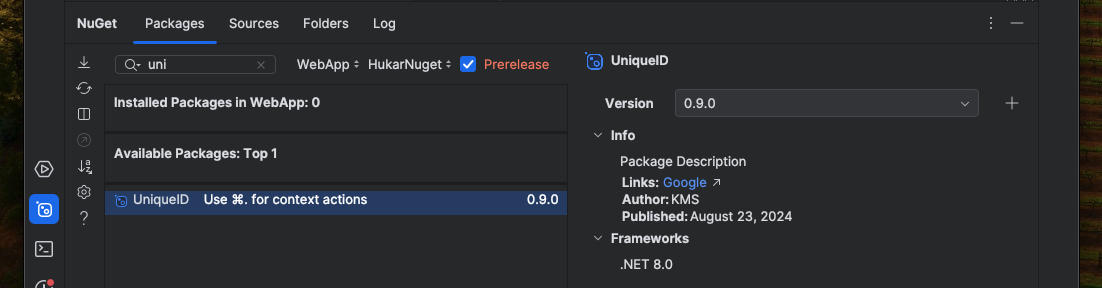 NuGet Packages Sources Folders Log
uni WebApp HukarNuget Prerelease
Installed Packages in WebApp: 0
Available Packages: Top 1
UniqueID Use ⌘. for context actions 0.9.0
UniqueID
Version 0.9.0
Info
Package Description
Links: Google ↗
Author: KMS
Published: August 23, 2024
Frameworks
.NET 8.0